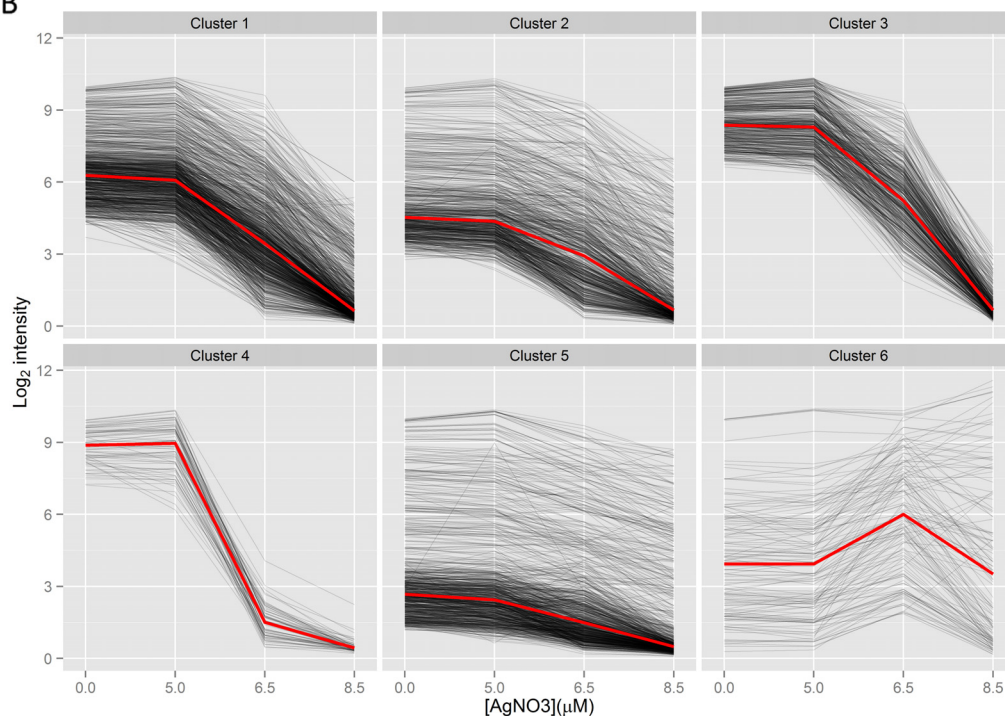 B
Cluster 1 Cluster 2 Cluster 3
12
9
6
3
0
Cluster 4 Cluster 5 Cluster 6
12
9
6
3
0
Log2 intensity
0.0 5.0 6.5 8.5 0.0 5.0 6.5 8.5 0.0 5.0 6.5 8.5
[AgNO3](μM)